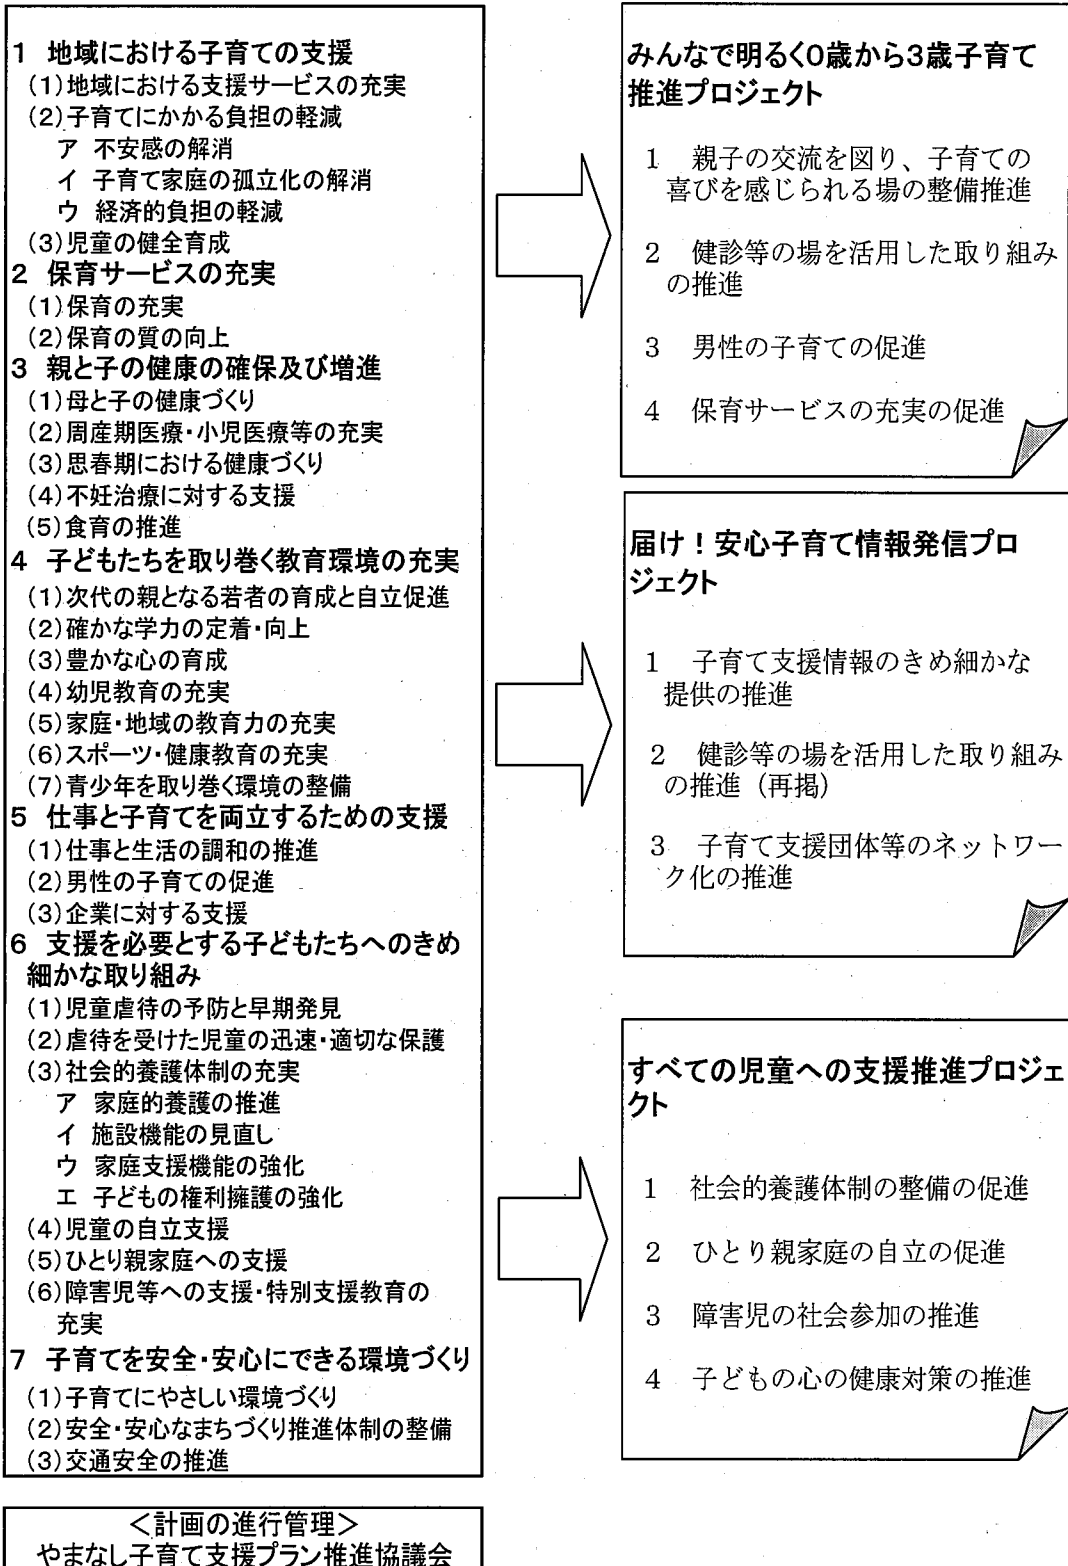 1 地域における子育ての支援
(1)地域における支援サービスの充実
(2)子育てにかかる負担の軽減
ア 不安感の解消
イ 子育て家庭の孤立化の解消
ウ 経済的負担の軽減
(3)児童の健全育成
2 保育サービスの充実
(1)保育の充実
(2)保育の質の向上
3 親と子の健康の確保及び増進
(1)母と子の健康づくり
(2)周産期医療・小児医療等の充実
(3)思春期における健康づくり
(4)不妊治療に対する支援
(5)食育の推進
4 子どもたちを取り巻く教育環境の充実
(1)次代の親となる若者の育成と自立促進
(2)確かな学力の定着・向上
(3)豊かな心の育成
(4)幼児教育の充実
(5)家庭・地域の教育力の充実
(6)スポーツ・健康教育の充実
(7)青少年を取り巻く環境の整備
5 仕事と子育てを両立するための支援
(1)仕事と生活の調和の推進
(2)男性の子育ての促進
(3)企業に対する支援
6 支援を必要とする子どもたちへのきめ
細かな取り組み
(1)児童虐待の予防と早期発見
(2)虐待を受けた児童の迅速・適切な保護
(3)社会的養護体制の充実
ア 家庭的養護の推進
イ 施設機能の見直し
ウ 家庭支援機能の強化
エ 子どもの権利擁護の強化
(4)児童の自立支援
(5)ひとり親家庭への支援
(6)障害児等への支援・特別支援教育の
充実
7 子育てを安全・安心にできる環境づくり
(1)子育てにやさしい環境づくり
(2)安全・安心なまちづくり推進体制の整備
(3)交通安全の推進
＜計画の進行管理＞
やまなし子育て支援プラン推進協議会
みんなで明るく0歳から3歳子育て
推進プロジェクト
1 親子の交流を図り、子育ての
喜びを感じられる場の整備推進
2 健診等の場を活用した取り組み
の推進
3 男性の子育ての促進
4 保育サービスの充実の促進
届け！安心子育て情報発信プロ
ジェクト
1 子育て支援情報のきめ細かな
提供の推進
2 健診等の場を活用した取り組み
の推進（再掲）
3 子育て支援団体等のネットワー
ク化の推進
すべての児童への支援推進プロジェ
クト
1 社会的養護体制の整備の促進
2 ひとり親家庭の自立の促進
3 障害児の社会参加の推進
4 子どもの心の健康対策の推進